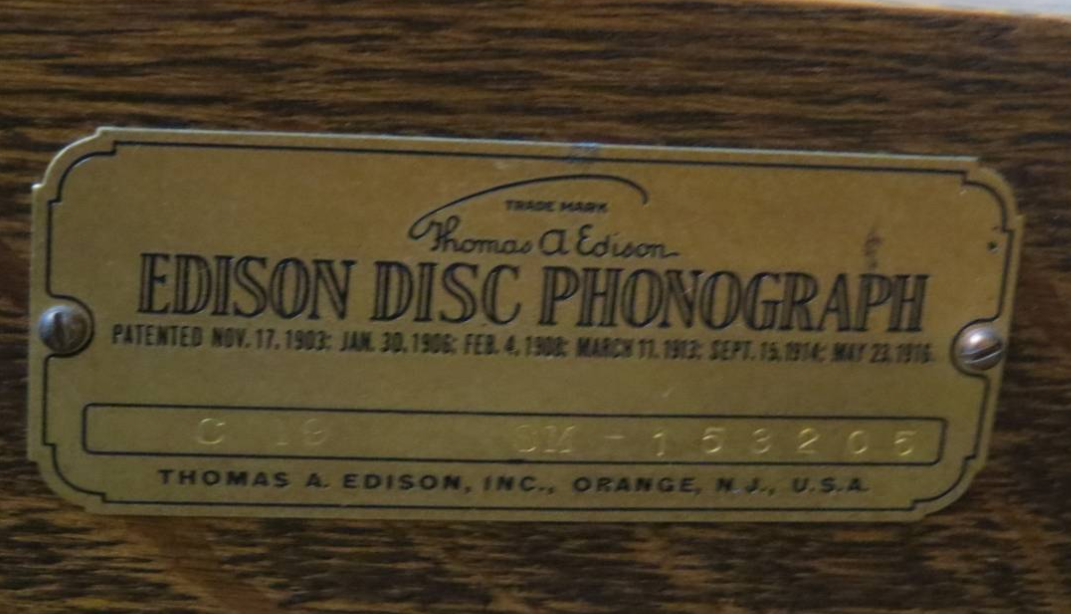 TRADE MARK
Thomas A Edison
EDISON DISC PHONOGRAPH
PATENTED NOV. 17, 1903; JAN. 30, 1906; FEB. 4, 1908; MARCH 11, 1913; SEPT. 15, 1914; MAY 23, 1916
C 19 SM-153205
THOMAS A. EDISON, INC., ORANGE, N.J., U.S.A.